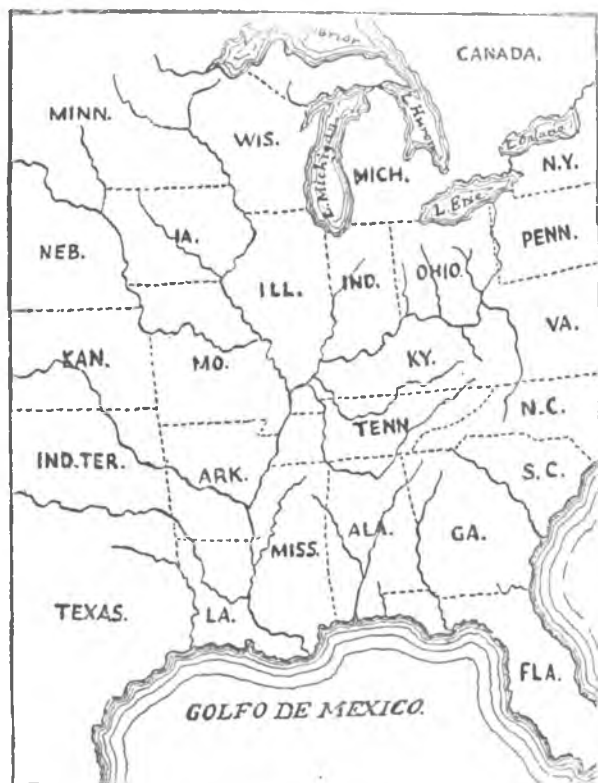 CANADA.
MINN.
WIS.
L. Michigan
L. Huron
MICH.
L. Ontario
N.Y.
L. Erie
PENN.
NEB.
IA.
ILL.
IND.
OHIO.
VA.
KAN.
MO.
KY.
N.C.
TENN
IND. TER.
ARK.
S.C.
MISS.
ALA.
GA.
TEXAS.
LA.
FLA.
GOLFO DE MEXICO.